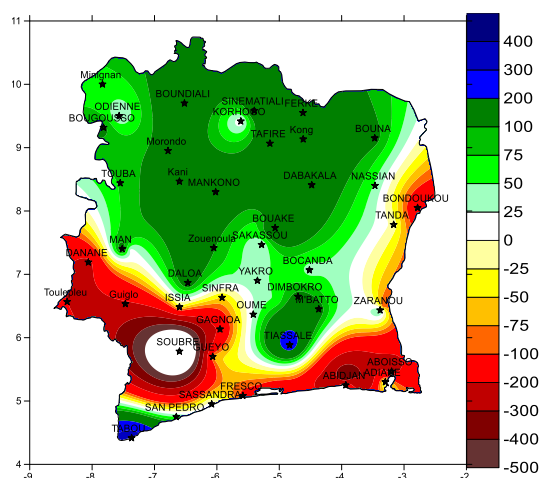 11
400
300
Minignan
10
200
ODIENNE
BOUNDIALI
SINEMATIALI
FERKE
BOUGOUSSO
KORHOGO
100
TAFIRE
Kong
BOUNA
9
Morondo
75
TOUBA
Kani
MANKONO
DABAKALA
NASSIAN
50
BONDOUKOU
8
25
BOUAKE
TANDA
MAN
Zouenoula
SAKASSOU
0
DANANE
YAKRO
BOCANDA
7
DALOA
-25
Toulepleu
Guiglo
ISSIA
SINFRA
DIMBOKRO
ZARANOU
-50
OUME
GAGNOA
6
-75
SOUBRE
GUEYO
TIASSALE
-100
ABIDJAN
ABOISSO
ADIAKE
-200
5
SASSANDRA
FRESCO
SAN PEDRO
-300
TABOU
-400
4
-500
-9
-8
-7
-6
-5
-4
-3
-2